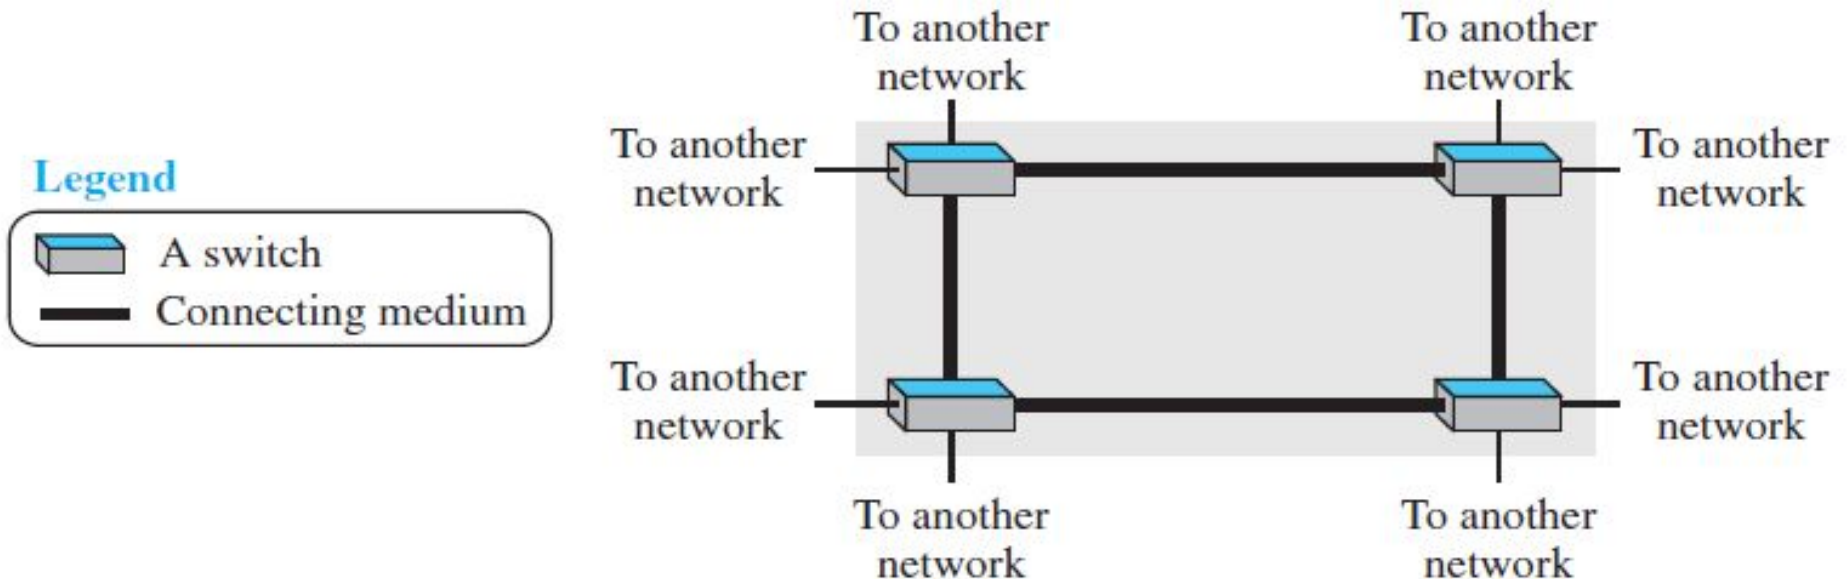 To another
network
To another
network
To another
network
To another
network
Legend
A switch
Connecting medium
To another
network
To another
network
To another
network
To another
network